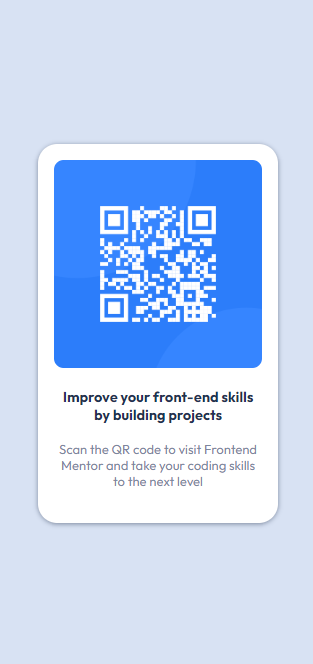 Improve your front-end skills
by building projects
Scan the QR code to visit Frontend
Mentor and take your coding skills
to the next level